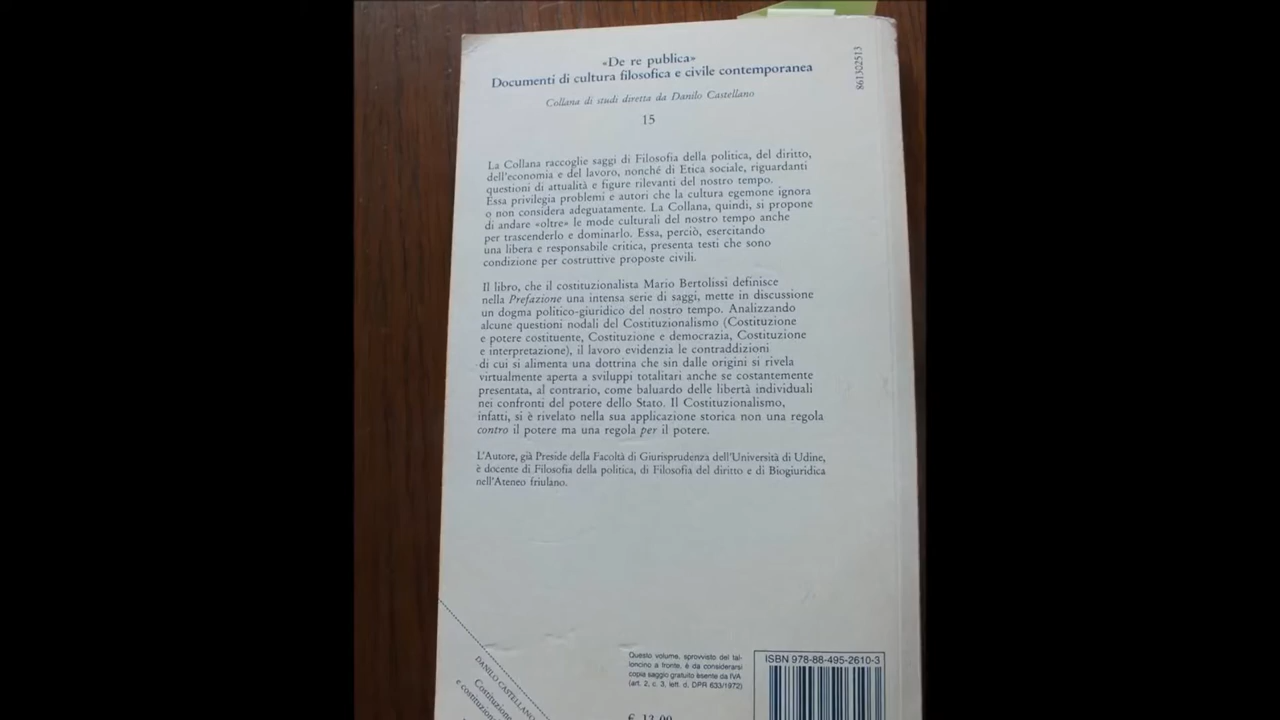 «De re publica»
Documenti di cultura filosofica e civile contemporanea
Collana di studi diretta da Danilo Castellano
15
861302513
La Collana raccoglie saggi di Filosofia della politica, del diritto,
dell'economia e del lavoro, nonché di Etica sociale, riguardanti
questioni di attualità e figure rilevanti del nostro tempo.
Essa privilegia problemi e autori che la cultura egemone ignora
o non considera adeguatamente. La Collana, quindi, si propone
di andare «oltre» le mode culturali del nostro tempo anche
per trascenderlo e dominarlo. Essa, perciò, esercitando
una libera e responsabile critica, presenta testi che sono
condizione per costruttive proposte civili.
Il libro, che il costituzionalista Mario Bertolissi definisce
nella Prefazione una intensa serie di saggi, mette in discussione
un dogma politico-giuridico del nostro tempo. Analizzando
alcune questioni nodali del Costituzionalismo (Costituzione
e potere costituente, Costituzione e democrazia, Costituzione
e interpretazione), il lavoro evidenzia le contraddizioni
di cui si alimenta una dottrina che sin dalle origini si rivela
virtualmente aperta a sviluppi totalitari anche se costantemente
presentata, al contrario, come baluardo delle libertà individuali
nei confronti del potere dello Stato. Il Costituzionalismo,
infatti, si è rivelato nella sua applicazione storica non una regola
contro il potere ma una regola per il potere.
L'Autore, già Preside della Facoltà di Giurisprudenza dell'Università di Udine,
è docente di Filosofia della politica, di Filosofia del diritto e di Biogiuridica
nell'Ateneo friulano.
DANILO CASTELLANO
Costituzione
e costituzion
Questo volume, sprovvisto del tal-
loncino a fronte, è da considerarsi
copia saggio gratuito esente da IVA
(art. 2, c. 3, lett. d, DPR 633/1972)
€ 13,00
ISBN 978-88-495-2610-3